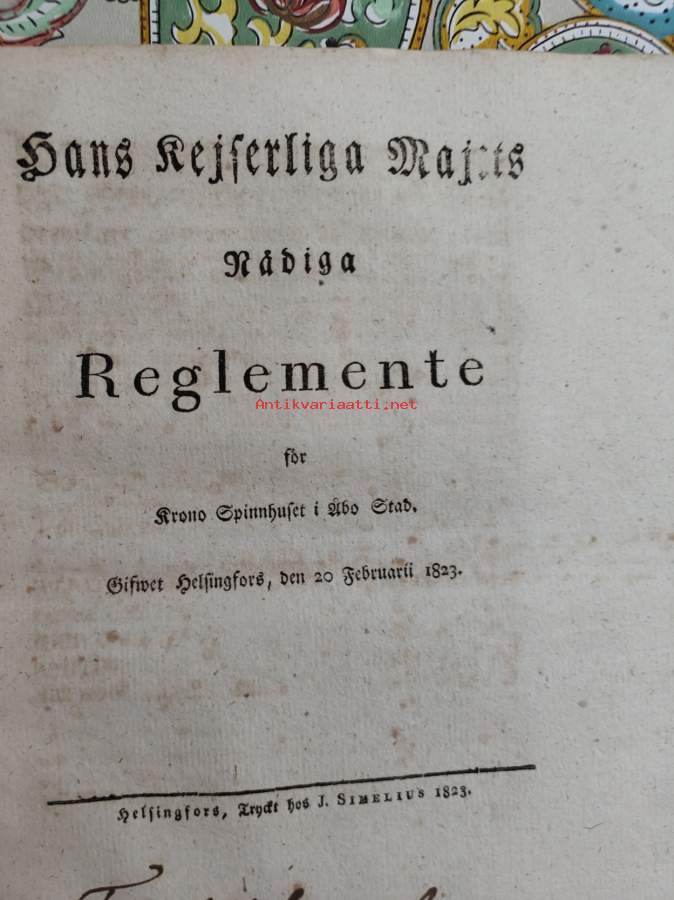 Hans Kejserliga Maj:ts
Nådiga
Reglemente
Antikvariaatti.net
för
Krono Spinnhuset i Åbo Stad.
Gifwet Helsingfors, den 20 Februarii 1823.
Helsingfors, Tryckt hos J. SIMELIUS 1823.